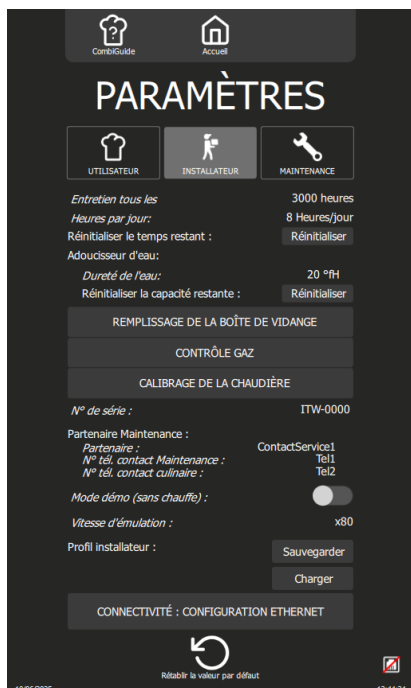 CombiGuide Accueil
PARAMÈTRES
UTILISATEUR INSTALLATEUR MAINTENANCE
Entretien tous les 3000 heures
Heures par jour: 8 Heures/jour
Réinitialiser le temps restant : Réinitialiser
Adoucisseur d'eau:
Dureté de l'eau: 20 °fH
Réinitialiser la capacité restante : Réinitialiser
REMPLISSAGE DE LA BOÎTE DE VIDANGE
CONTRÔLE GAZ
CALIBRAGE DE LA CHAUDIÈRE
N° de série : ITW-0000
Partenaire Maintenance :
Partenaire : ContactService1
N° tél. contact Maintenance : Tel1
N° tél. contact culinaire : Tel2
Mode démo (sans chauffe) :
Vitesse d'émulation : x80
Profil installateur : Sauvegarder
Charger
CONNECTIVITÉ : CONFIGURATION ETHERNET
Rétablir la valeur par défaut